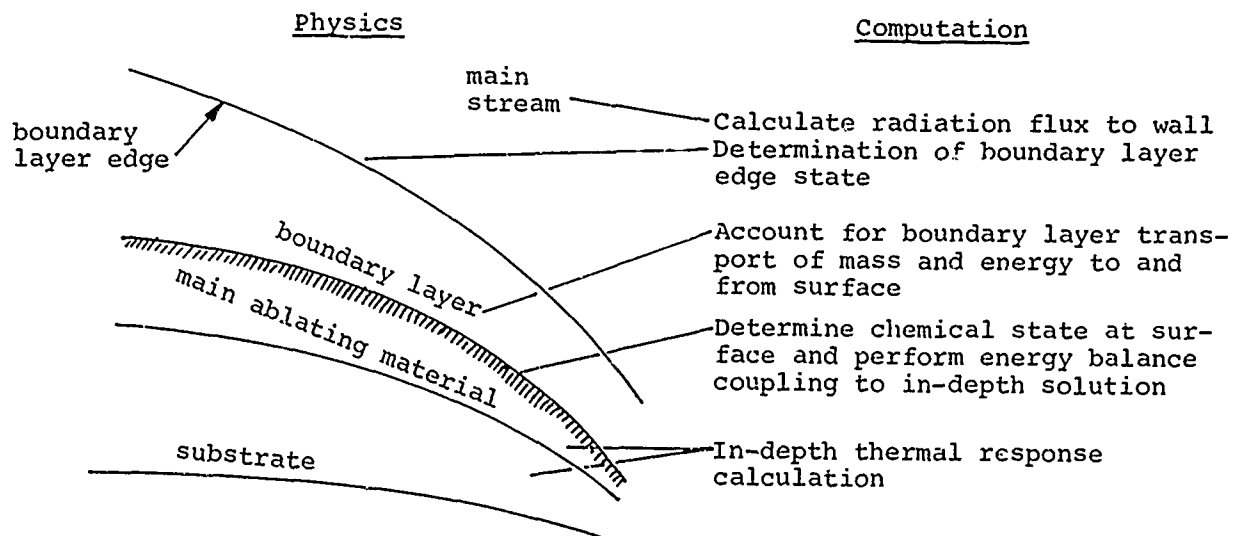 Physics
Computation
main
stream
boundary
layer edge
boundary layer
main ablating material
substrate
Calculate radiation flux to wall
Determination of boundary layer
edge state
Account for boundary layer trans-
port of mass and energy to and
from surface
Determine chemical state at sur-
face and perform energy balance
coupling to in-depth solution
In-depth thermal response
calculation